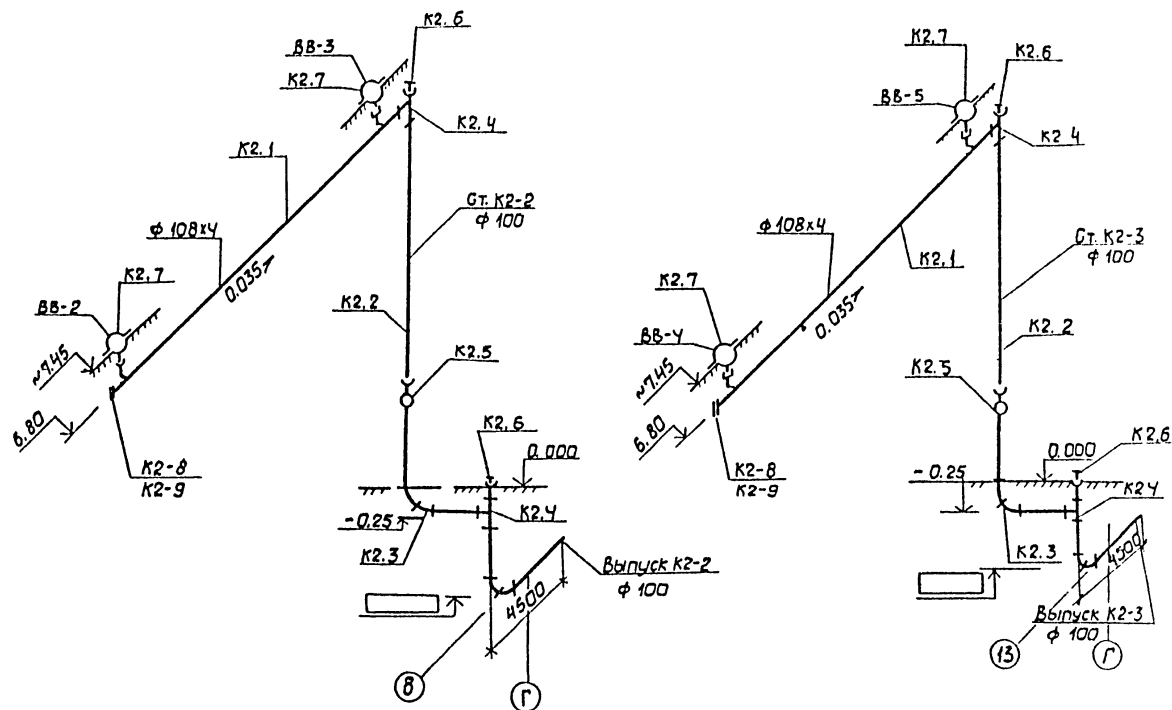 К2.6
ВВ-3
К2.7
К2.4
К2.1
Ст. К2-2
ф 100
ф 108х4
0.035
К2.7
ВВ-2
К2.2
К2.5
~7.45
6.80
К2-8
К2-9
К2.6
0.000
-0.25
К2.4
К2.3
Выпуск К2-2
ф 100
4500
8
Г
К2.7
К2.6
ВВ-5
К2.4
ф 108х4
К2.1
Ст. К2-3
ф 100
К2.7
0.035
ВВ-4
К2.2
К2.5
~7.45
6.80
К2-8
К2-9
К2.6
0.000
-0.25
К2.4
К2.3
4500
Выпуск К2-3
ф 100
13
Г